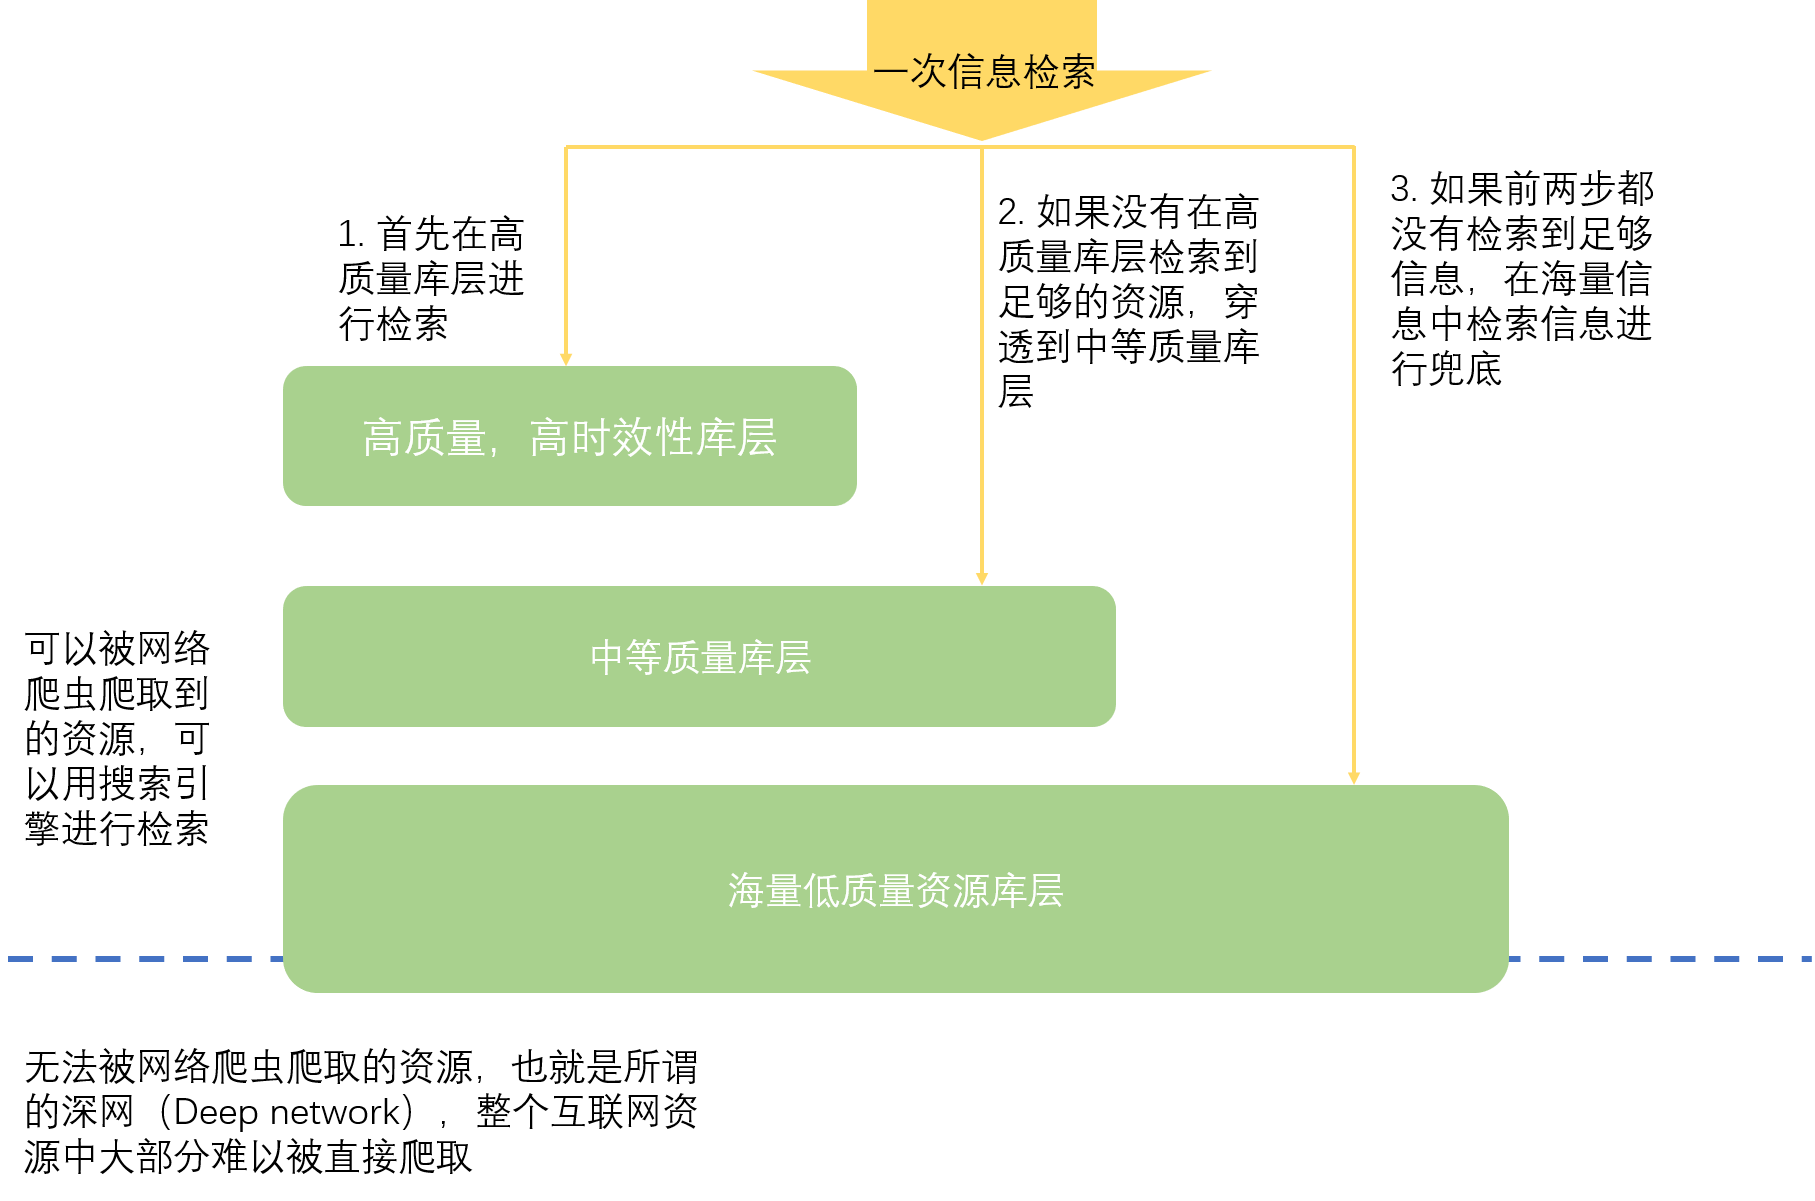 一次信息检索
1. 首先在高
质量库层进
行检索
2. 如果没有在高
质量库层检索到
足够的资源，穿
透到中等质量库
层
3. 如果前两步都
没有检索到足够
信息，在海量信
息中检索信息进
行兜底
高质量，高时效性库层
中等质量库层
可以被网络
爬虫爬取到
的资源，可
以用搜索引
擎进行检索
海量低质量资源库层
无法被网络爬虫爬取的资源，也就是所谓
的深网（Deep network），整个互联网资
源中大部分难以被直接爬取